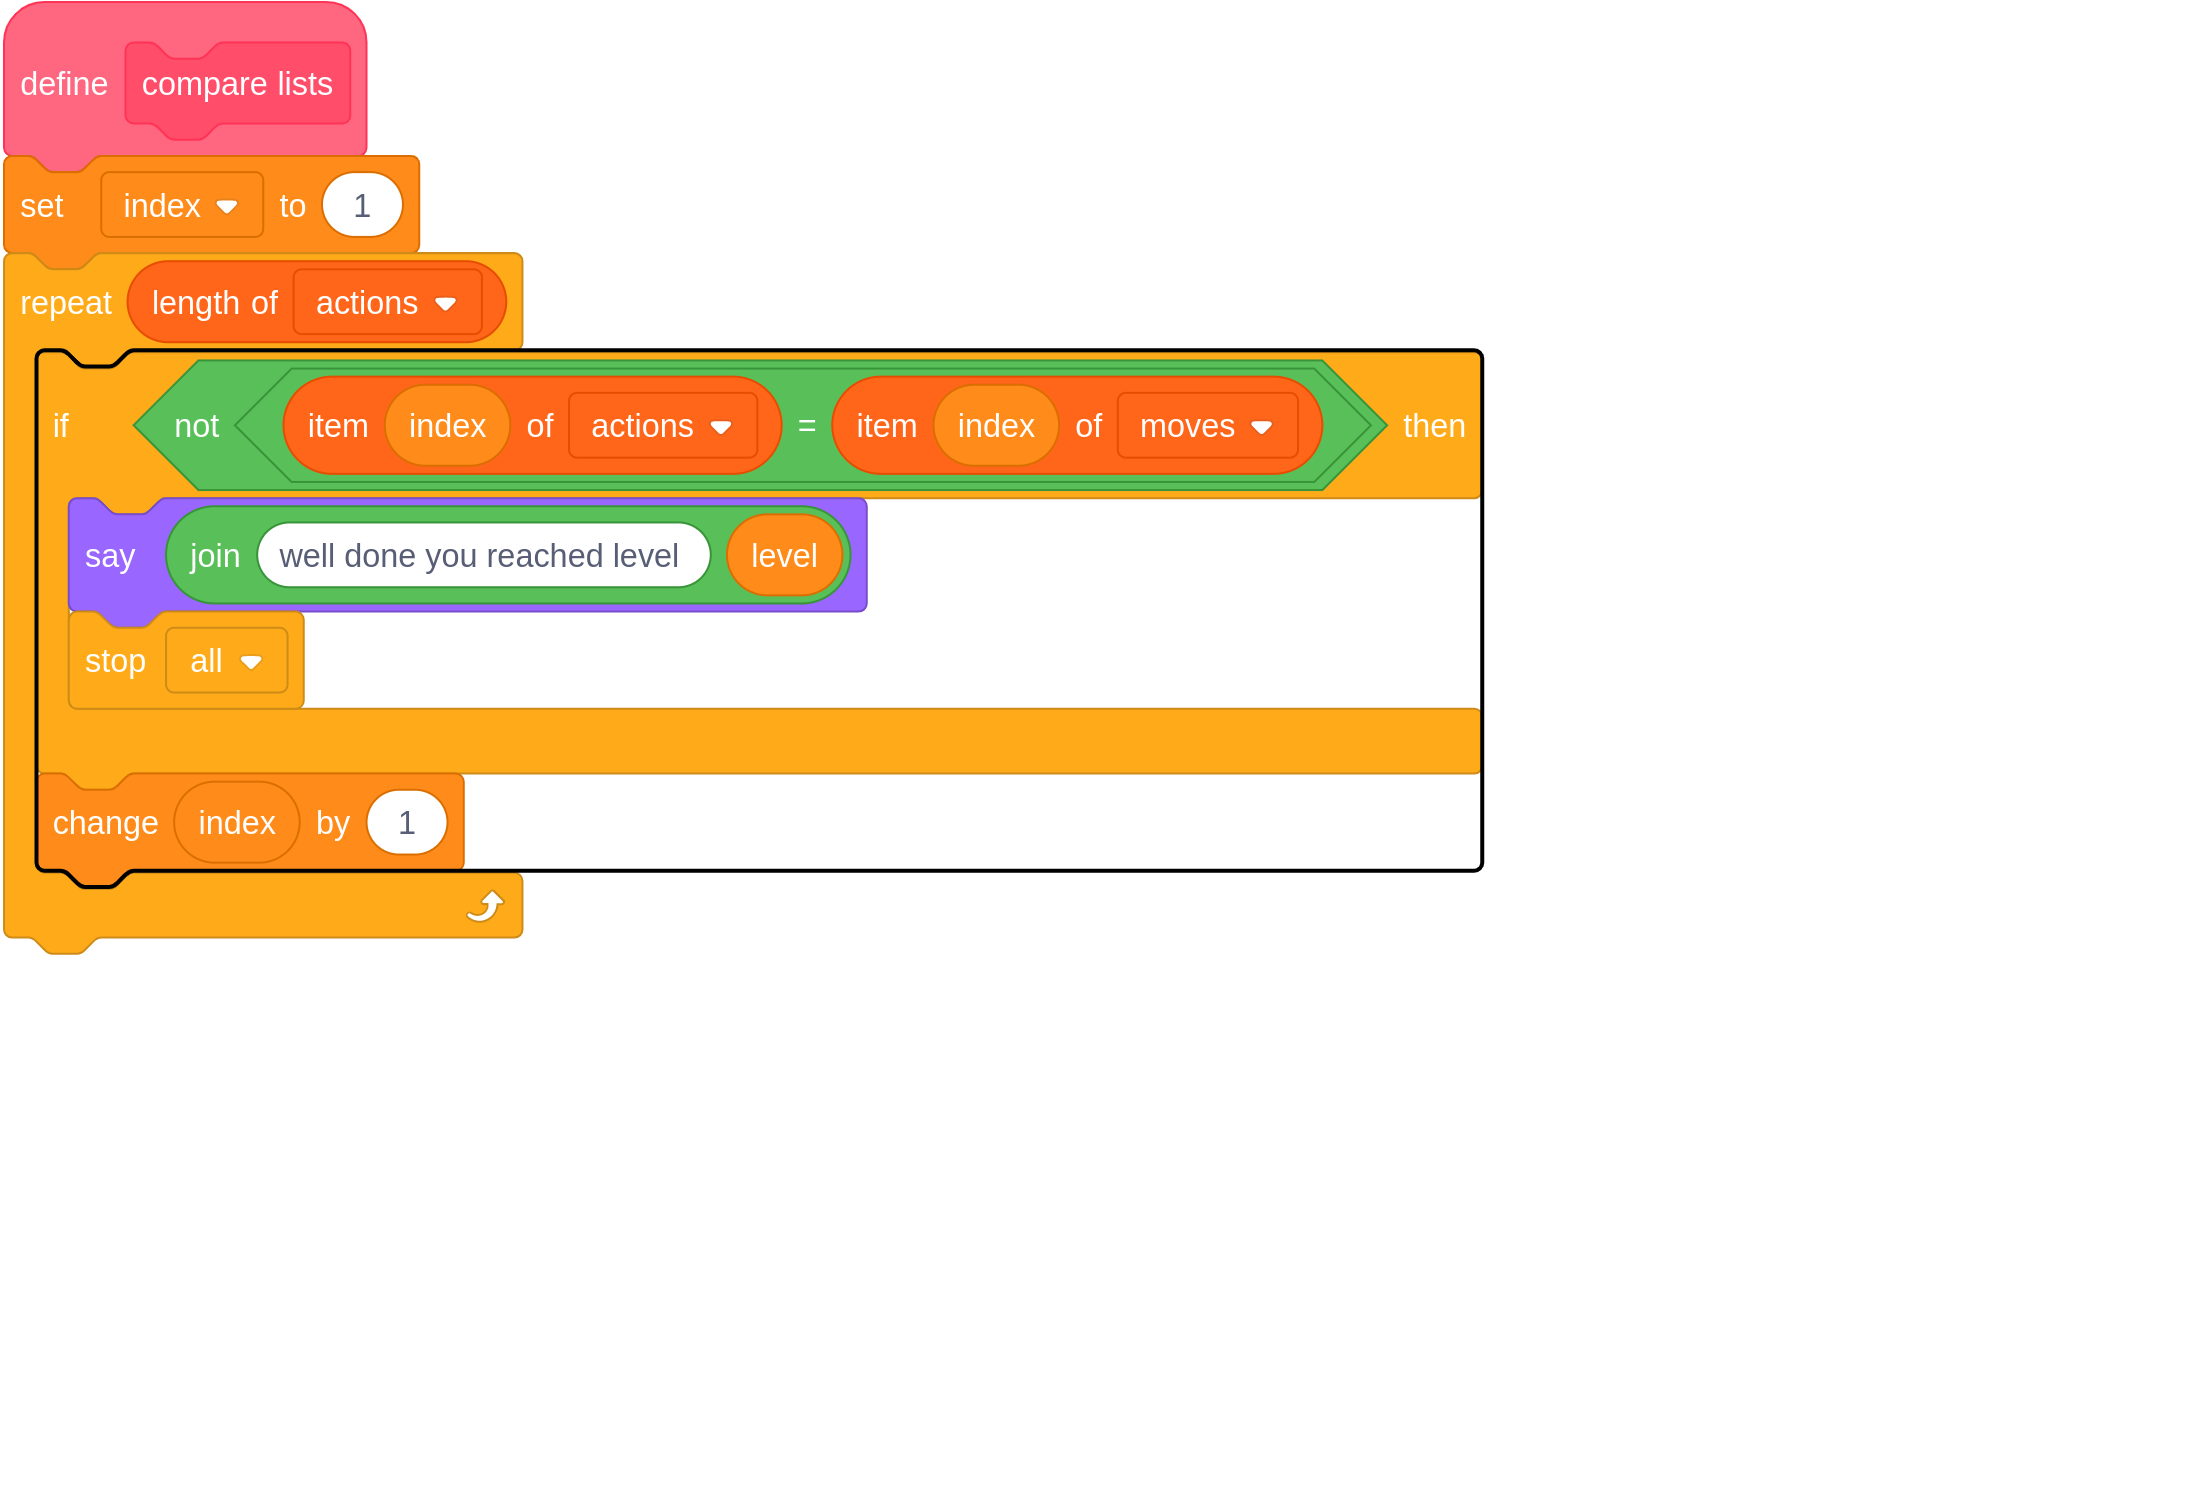 define compare lists
set index to 1
repeat length of actions
if not item index of actions = item index of moves then
say join well done you reached level level
stop all
change index by 1